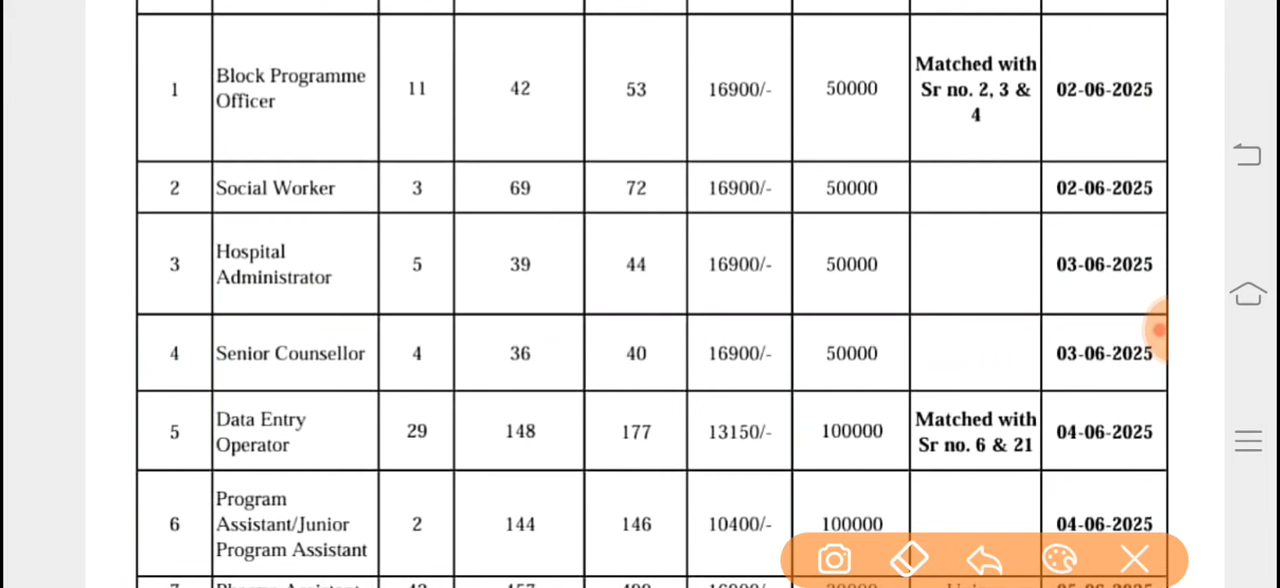 1 Block Programme Officer 11 42 53 16900/- 50000 Matched with Sr no. 2, 3 & 4 02-06-2025
2 Social Worker 3 69 72 16900/- 50000 02-06-2025
3 Hospital Administrator 5 39 44 16900/- 50000 03-06-2025
4 Senior Counsellor 4 36 40 16900/- 50000 03-06-2025
5 Data Entry Operator 29 148 177 13150/- 100000 Matched with Sr no. 6 & 21 04-06-2025
6 Program Assistant/Junior Program Assistant 2 144 146 10400/- 100000 04-06-2025